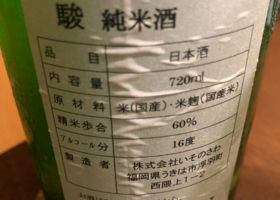 駿 純米酒
品目 日本酒
内容量 720ml
原材料 米(国産)・米麹(国産米)
精米歩合 60%
アルコール分 16度
製造者 株式会社いそのさわ
福岡県うきは市浮羽町
西隈上1−2